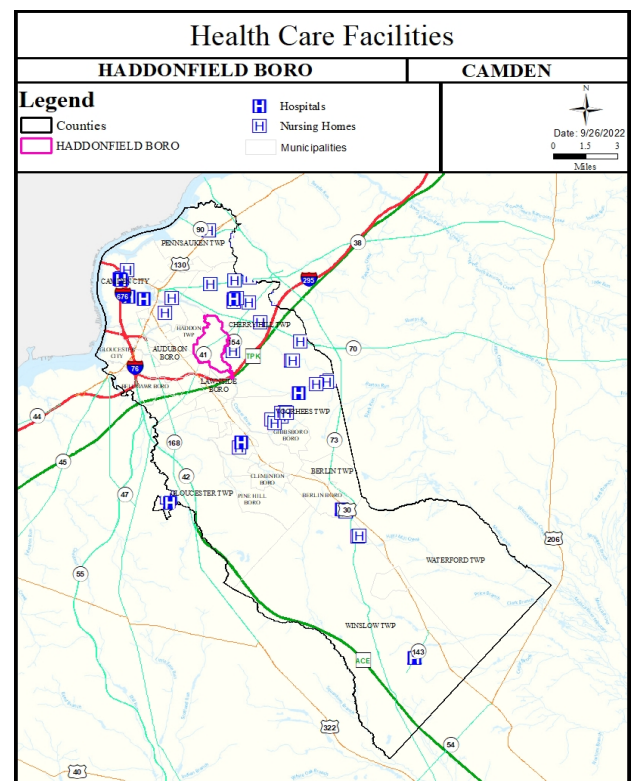 Health Care Facilities
HADDONFIELD BORO
CAMDEN
Legend
Counties
HADDONFIELD BORO
H Hospitals
H Nursing Homes
Municipalities
N
Date: 9/26/2022
0 1.5 3
Miles
90
PENNSAUKEN TWP
38
130
295
CITY
676
HADDON
TWP
CHERRY HILL TWP
GLOUCESTER
CITY
AUDUBON
BORO
41
54
TPK
70
76
BORO
BORO
44
VOORHEES TWP
BORO
168
73
45
42
CLEMENTON
BORO
BERLIN TWP
47
GLOUCESTER TWP
PINE HILL
BORO
BERLIN BORO
30
206
55
WATERFORD TWP
WINSLOW TWP
143
ACE
322
54
40